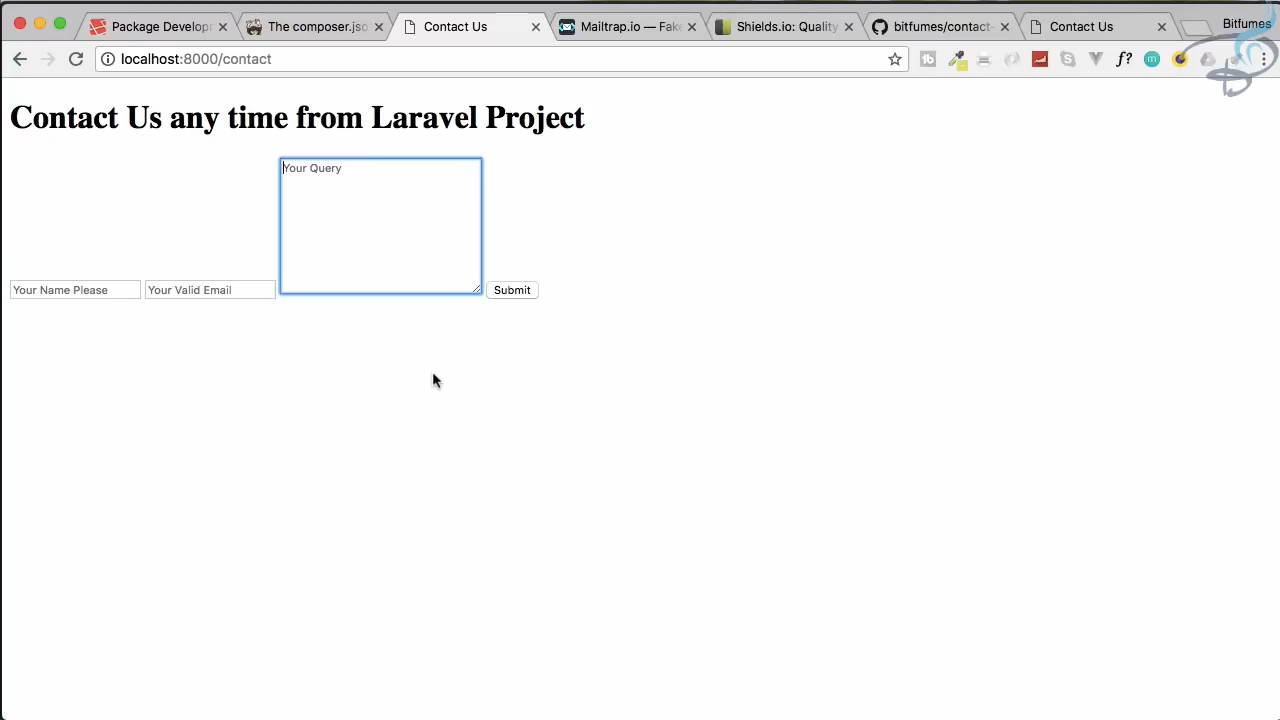 Package Develop
The composer.jso
Contact Us
Mailtrap.io — Fake
Shields.io: Quality
bitfumes/contact-
Contact Us
Bitfumes
localhost:8000/contact
f?
Contact Us any time from Laravel Project
Your Query
Your Name Please
Your Valid Email
Submit